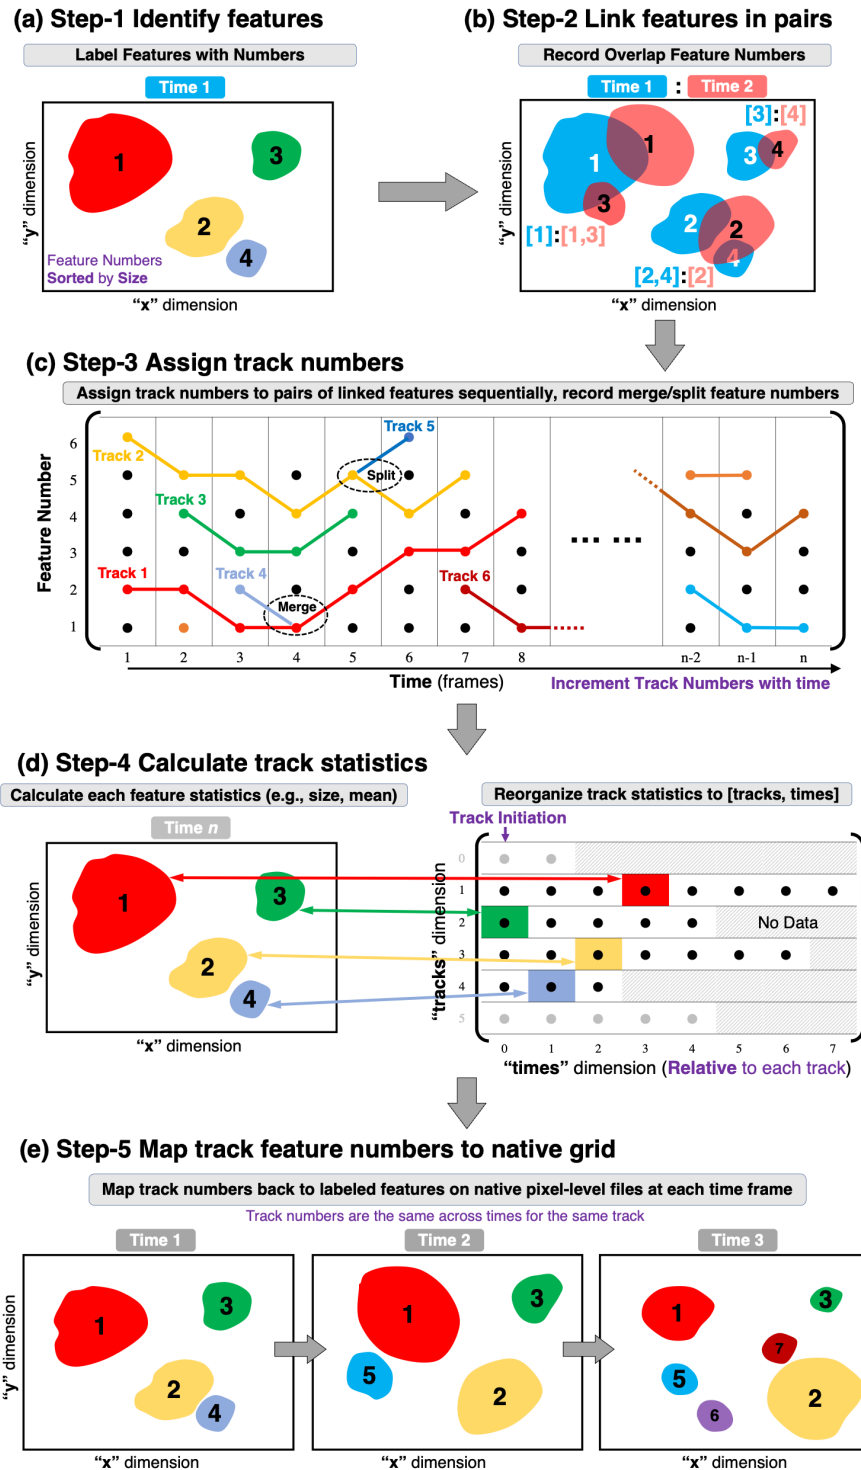 (a) Step-1 Identify features
Label Features with Numbers
Time 1
1
3
2
4
Feature Numbers
Sorted by Size
"y" dimension
"x" dimension
(b) Step-2 Link features in pairs
Record Overlap Feature Numbers
Time 1 : Time 2
[3]:[4]
1
1
3
4
3
[1]:[1,3]
2
2
4
[2,4]:[2]
"y" dimension
"x" dimension
(c) Step-3 Assign track numbers
Assign track numbers to pairs of linked features sequentially, record merge/split feature numbers
Feature Number
6
5
4
3
2
1
Track 5
Track 2
Split
Track 3
Track 1
Track 4
Track 6
Merge
1 2 3 4 5 6 7 8 n-2 n-1 n
Time (frames)
Increment Track Numbers with time
(d) Step-4 Calculate track statistics
Calculate each feature statistics (e.g., size, mean)
Time n
1
3
2
4
"y" dimension
"x" dimension
Reorganize track statistics to [tracks, times]
Track Initiation
"tracks" dimension
0
1
2
No Data
3
4
5
0 1 2 3 4 5 6 7
"times" dimension (Relative to each track)
(e) Step-5 Map track feature numbers to native grid
Map track numbers back to labeled features on native pixel-level files at each time frame
Track numbers are the same across times for the same track
Time 1
Time 2
Time 3
"y" dimension
1
3
2
4
1
3
5
2
1
3
7
5
6
2
"x" dimension
"x" dimension
"x" dimension